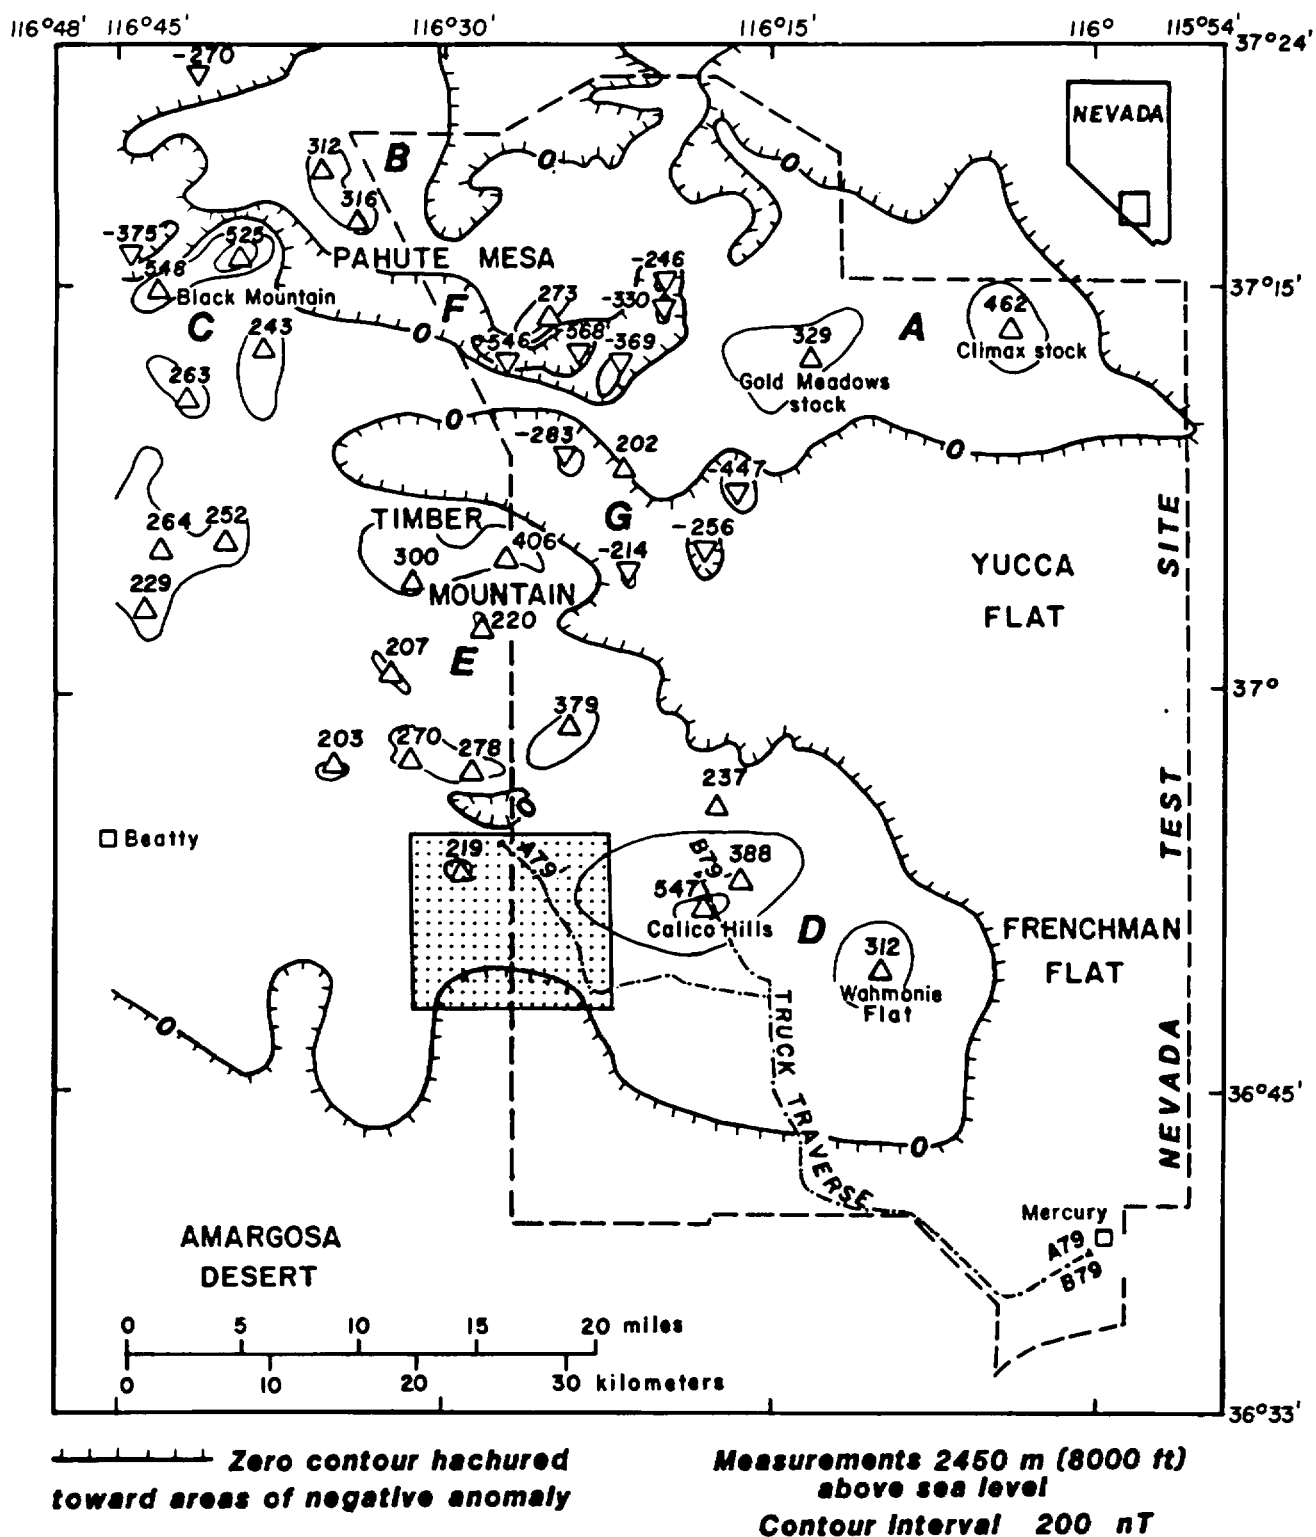 116°48' 116°45' 116°30' 116°15' 116° 115°54'
37°24'
-270
NEVADA
312
B
0
0
316
-375
525
PAHUTE MESA
-246
548
37°15'
Black Mountain
F
273
-330
462
C
243
0
329
A
-546
-568
-369
Climax stock
263
Gold Meadows
stock
0
-283
202
0
-447
TIMBER
G
-256
264
252
406
-214
300
YUCCA
FLAT
229
MOUNTAIN
220
207
E
37°
379
203
270
278
237
0
Beatty
219
A79
B79
388
547
Calico Hills
D
FRENCHMAN
FLAT
312
Wahmonie
Flat
0
TRUCK TRAVERSE
NEVADA TEST SITE
36°45'
0
Mercury
A79
B79
AMARGOSA
DESERT
0 5 10 15 20 miles
0 10 20 30 kilometers
36°33'
Zero contour hachured
toward areas of negative anomaly
Measurements 2450 m (8000 ft)
above sea level
Contour interval 200 nT